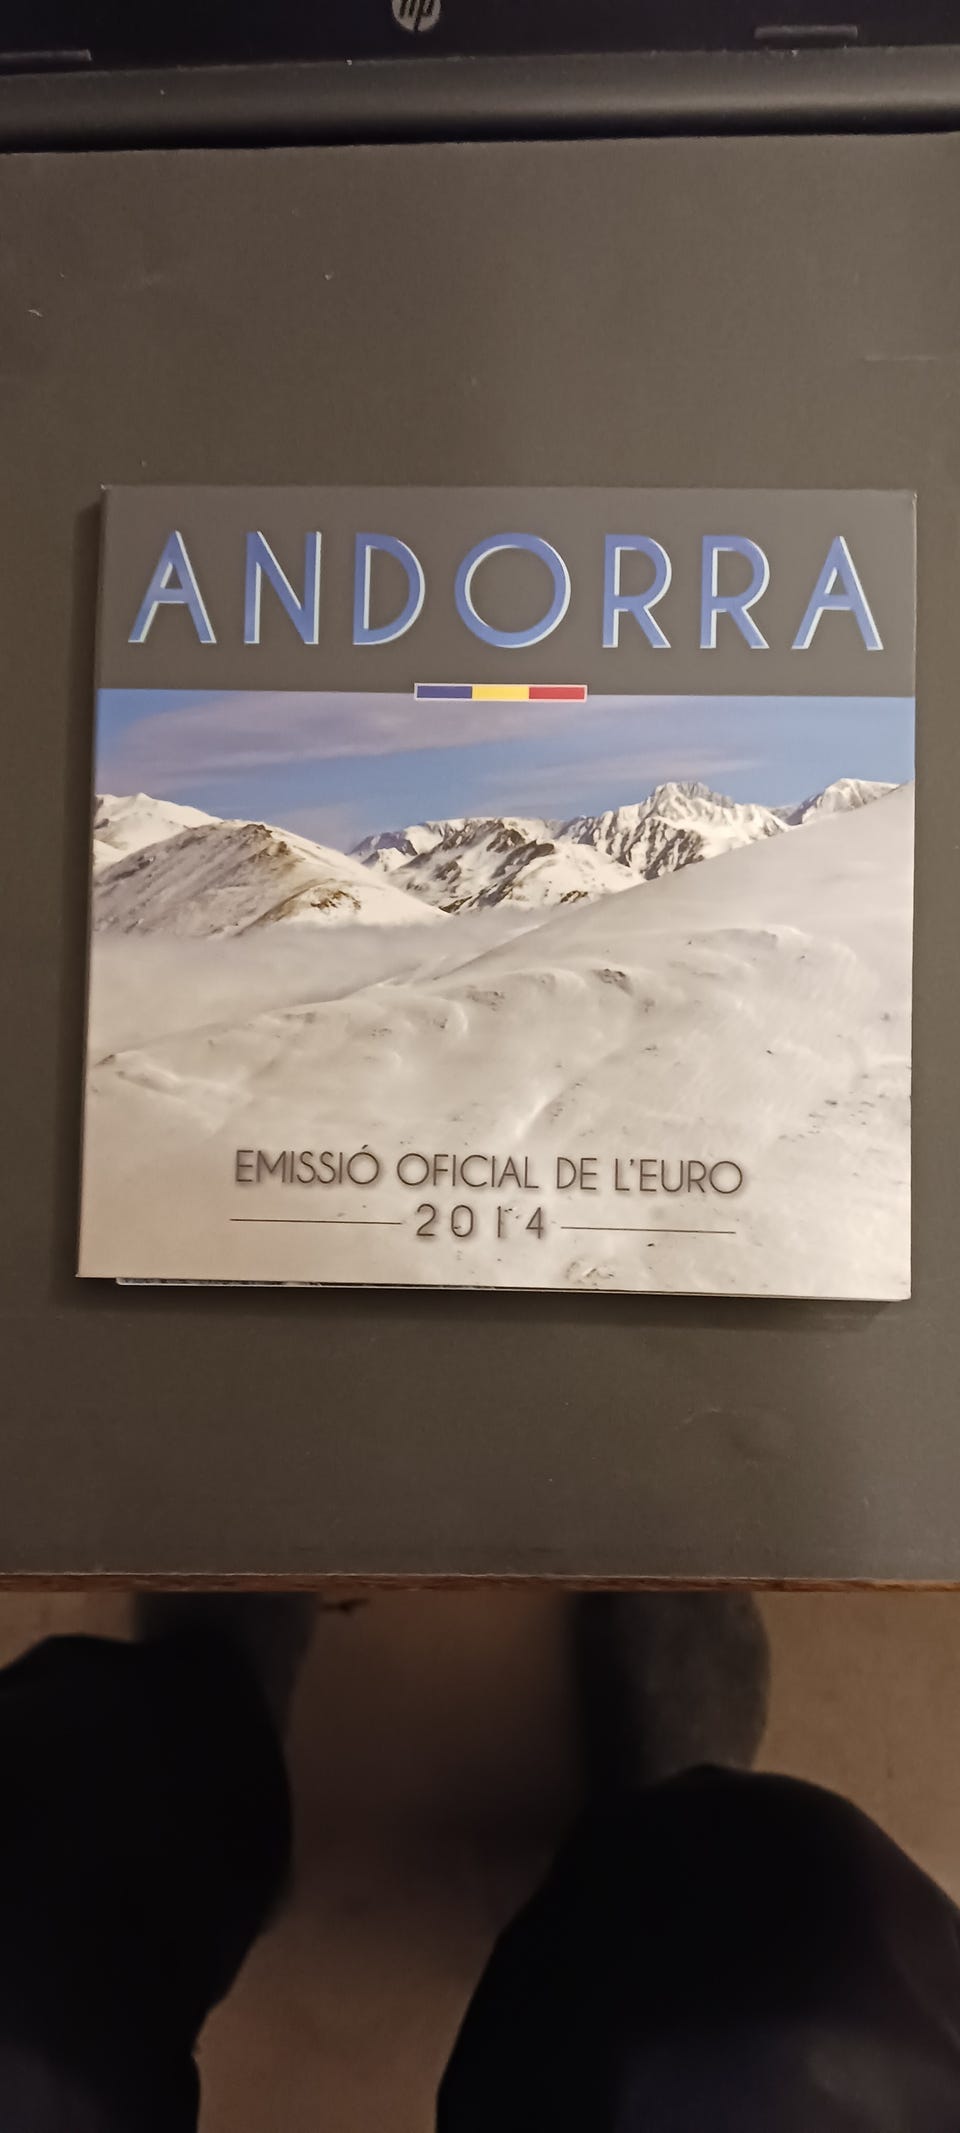 hp
ANDORRA
EMISSIÓ OFICIAL DE L'EURO
2014